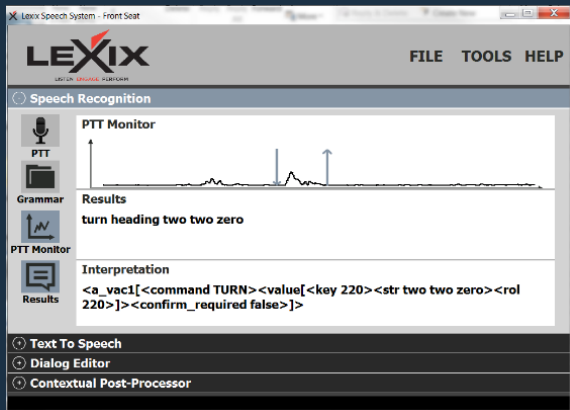 Lexix Speech System - Front Seat
LEXIX
LISTEN ENGAGE PERFORM
FILE TOOLS HELP
Speech Recognition
PTT
Grammar
PTT Monitor
Results
PTT Monitor
Results
turn heading two two zero
Interpretation
<a_vac1[<command TURN><value[<key 220><str two two zero><rol
220>]><confirm_required false>]>
Text To Speech
Dialog Editor
Contextual Post-Processor